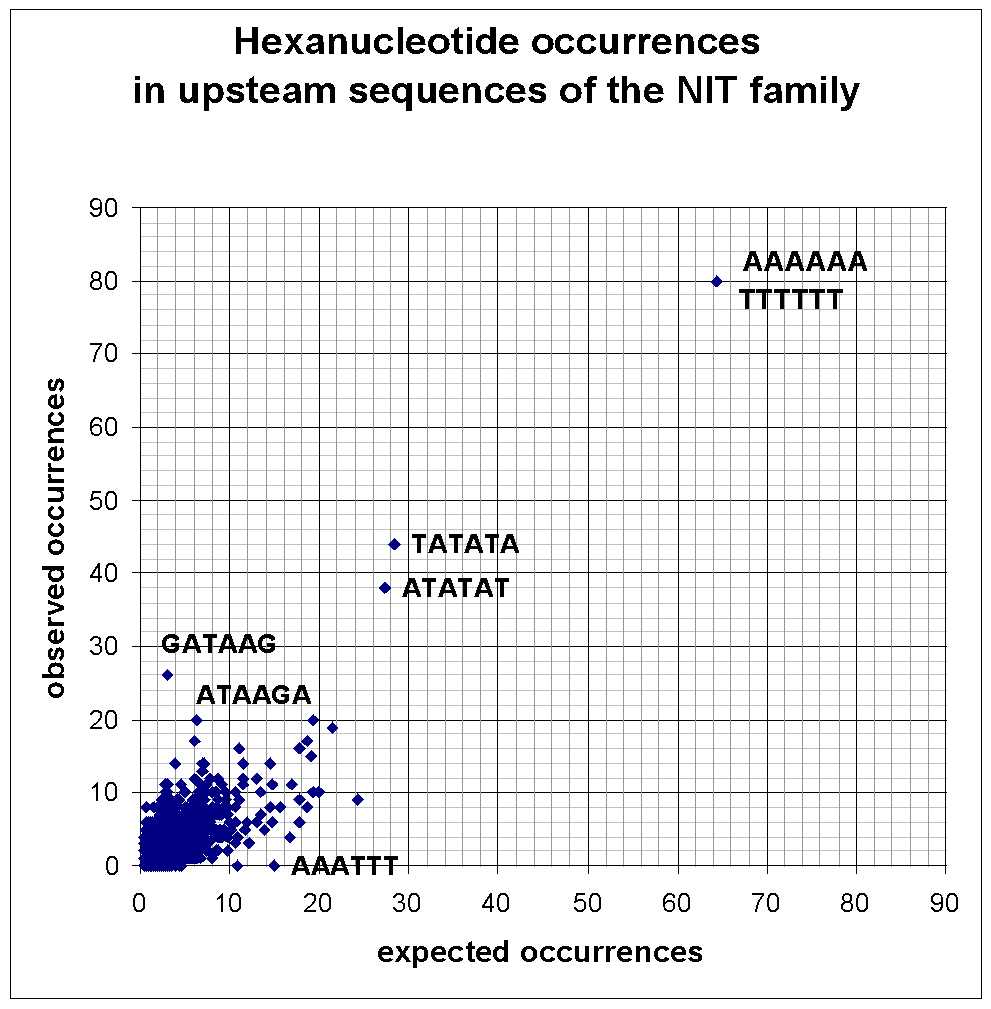 Hexanucleotide occurrences
in upsteam sequences of the NIT family
90
80
70
60
50
40
30
20
10
0
observed occurrences
AAAAAA
TTTTTT
TATATA
ATATAT
GATAAG
ATAAGA
AAATTT
0 10 20 30 40 50 60 70 80 90
expected occurrences